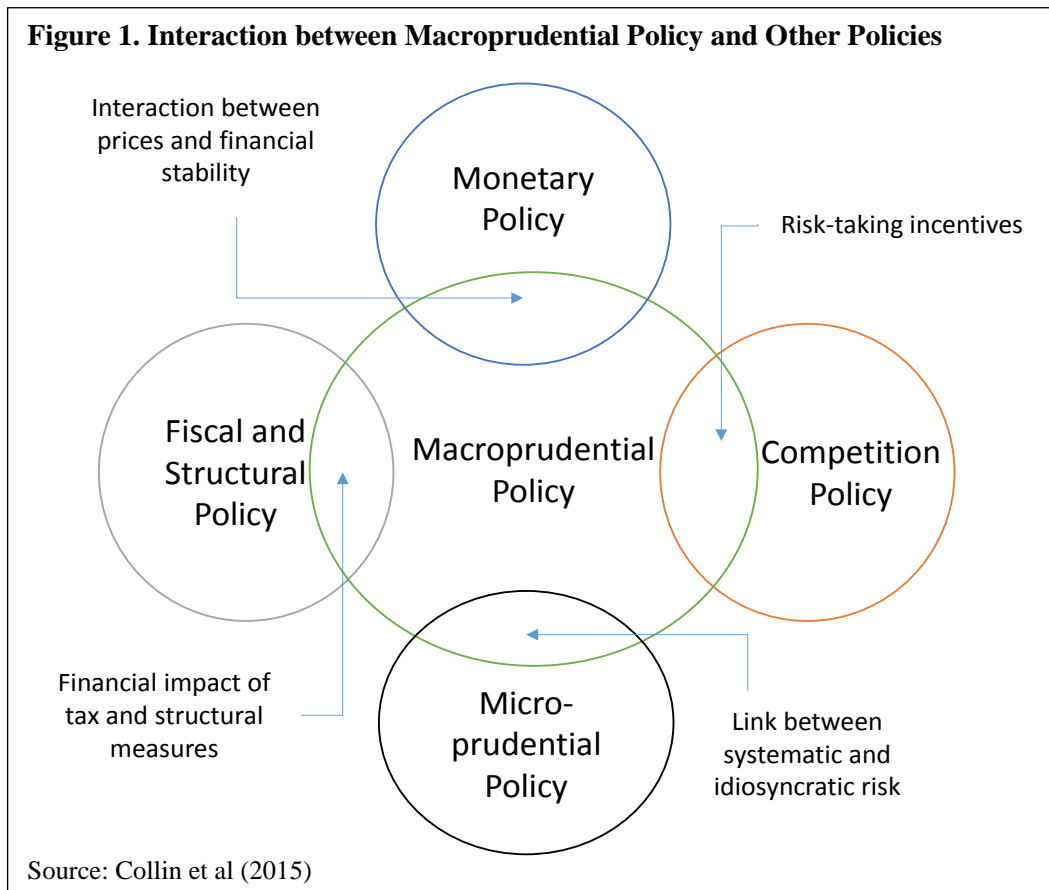 Figure 1. Interaction between Macroprudential Policy and Other Policies
Interaction between
prices and financial
stability
Monetary
Policy
Risk-taking incentives
Fiscal and
Structural
Policy
Macroprudential
Policy
Competition
Policy
Financial impact of
tax and structural
measures
Micro-
prudential
Policy
Link between
systematic and
idiosyncratic risk
Source: Collin et al (2015)